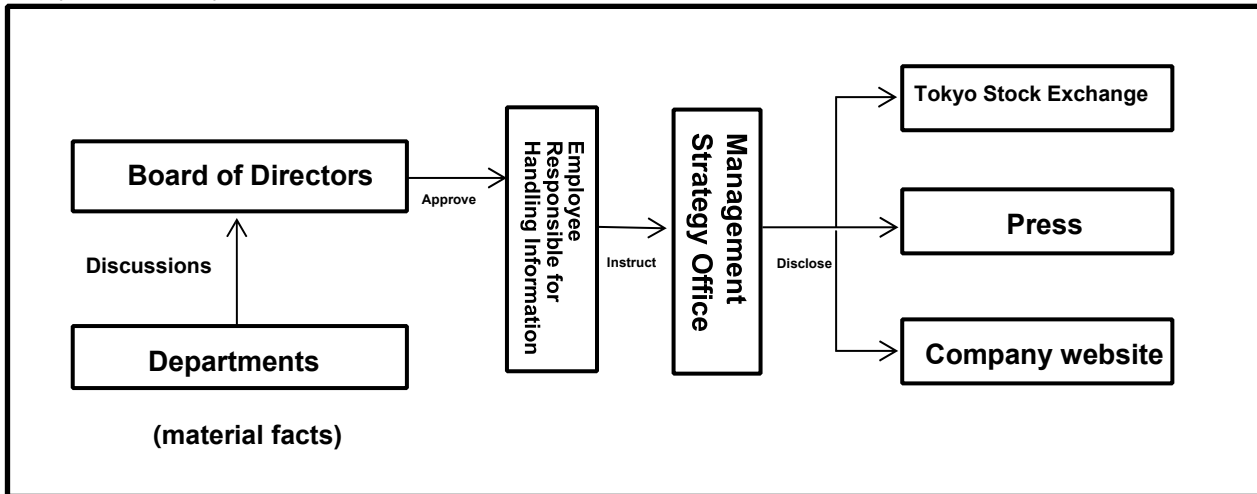 Board of Directors
Discussions
Departments
(material facts)
Approve
Employee
Responsible for
Handling Information
Instruct
Management
Strategy Office
Disclose
Tokyo Stock Exchange
Press
Company website